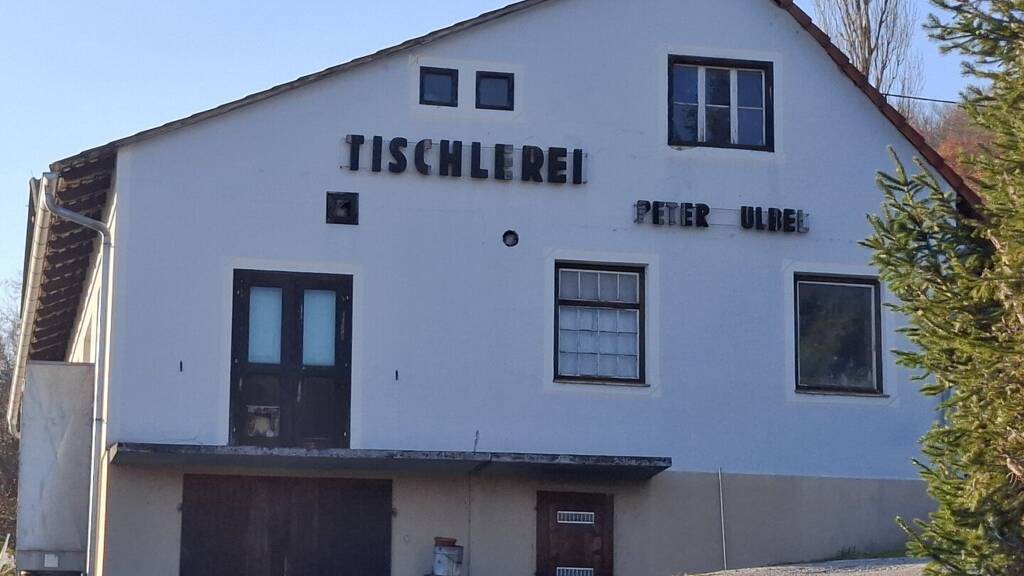 TISCHLEREI
PETER ULBEL